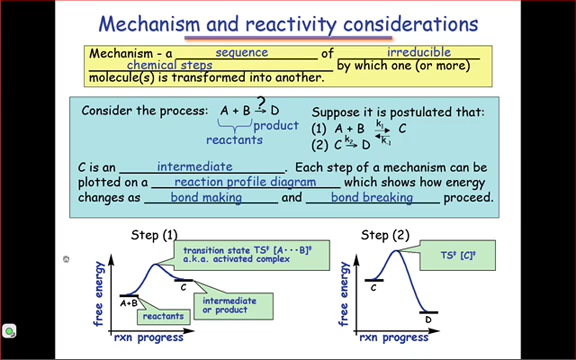 Mechanism and reactivity considerations
Mechanism - a sequence of irreducible
chemical steps by which one (or more)
molecule(s) is transformed into another.
Consider the process: A + B → D
?
product
reactants
Suppose it is postulated that:
(1) A + B ⇌ C
k1
k-1
(2) C → D
k2
C is an intermediate. Each step of a mechanism can be
plotted on a reaction profile diagram which shows how energy
changes as bond making and bond breaking proceed.
Step (1)
transition state TS‡ [A···B]‡
a.k.a. activated complex
free energy
A+B
C
reactants
intermediate
or product
rxn progress
Step (2)
TS‡ [C]‡
free energy
C
D
rxn progress